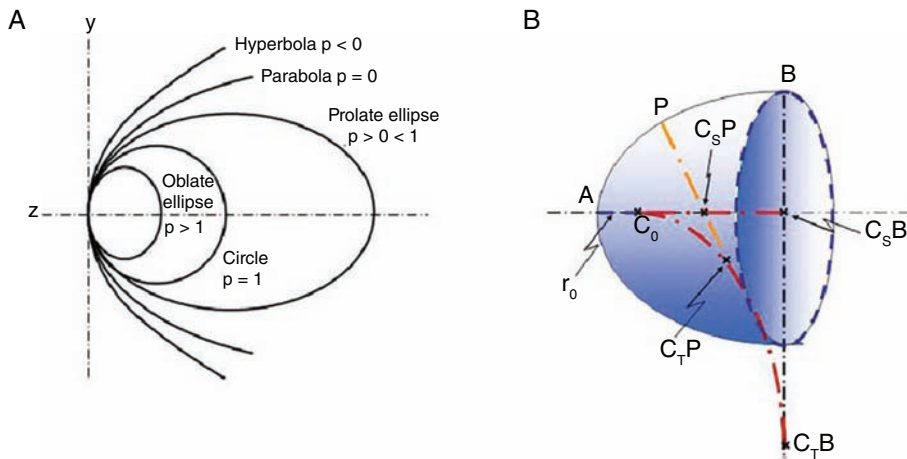 A
y
Hyperbola p < 0
Parabola p = 0
Prolate ellipse
p > 0 < 1
Oblate
ellipse
p > 1
z
Circle
p = 1
B
B
P
CSP
A
C0
CSB
r0
CTP
CTB